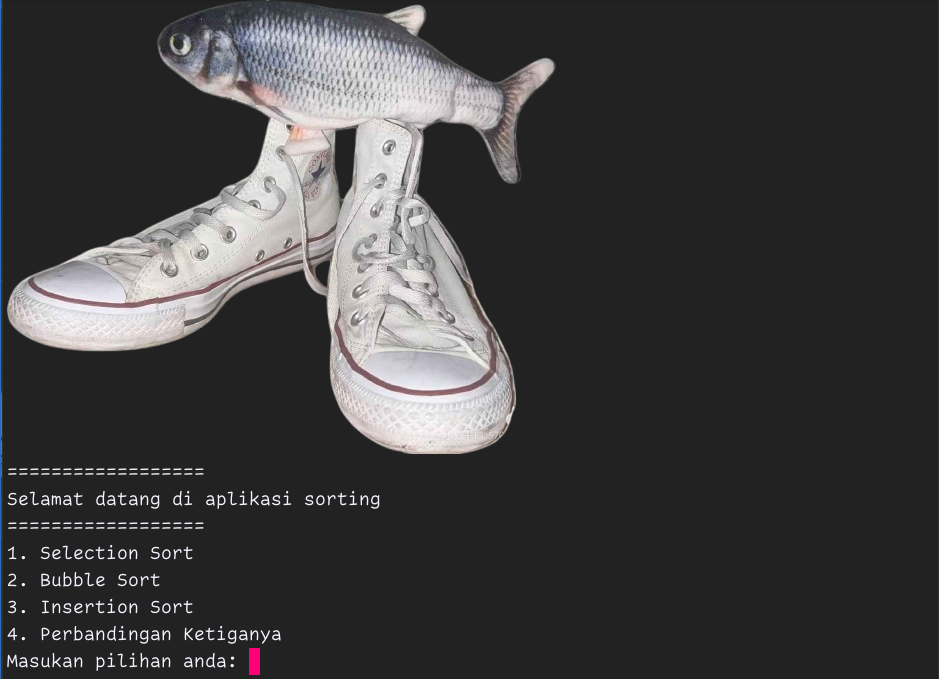 CONVERSE
==================
Selamat datang di aplikasi sorting
==================
1. Selection Sort
2. Bubble Sort
3. Insertion Sort
4. Perbandingan Ketiganya
Masukan pilihan anda: